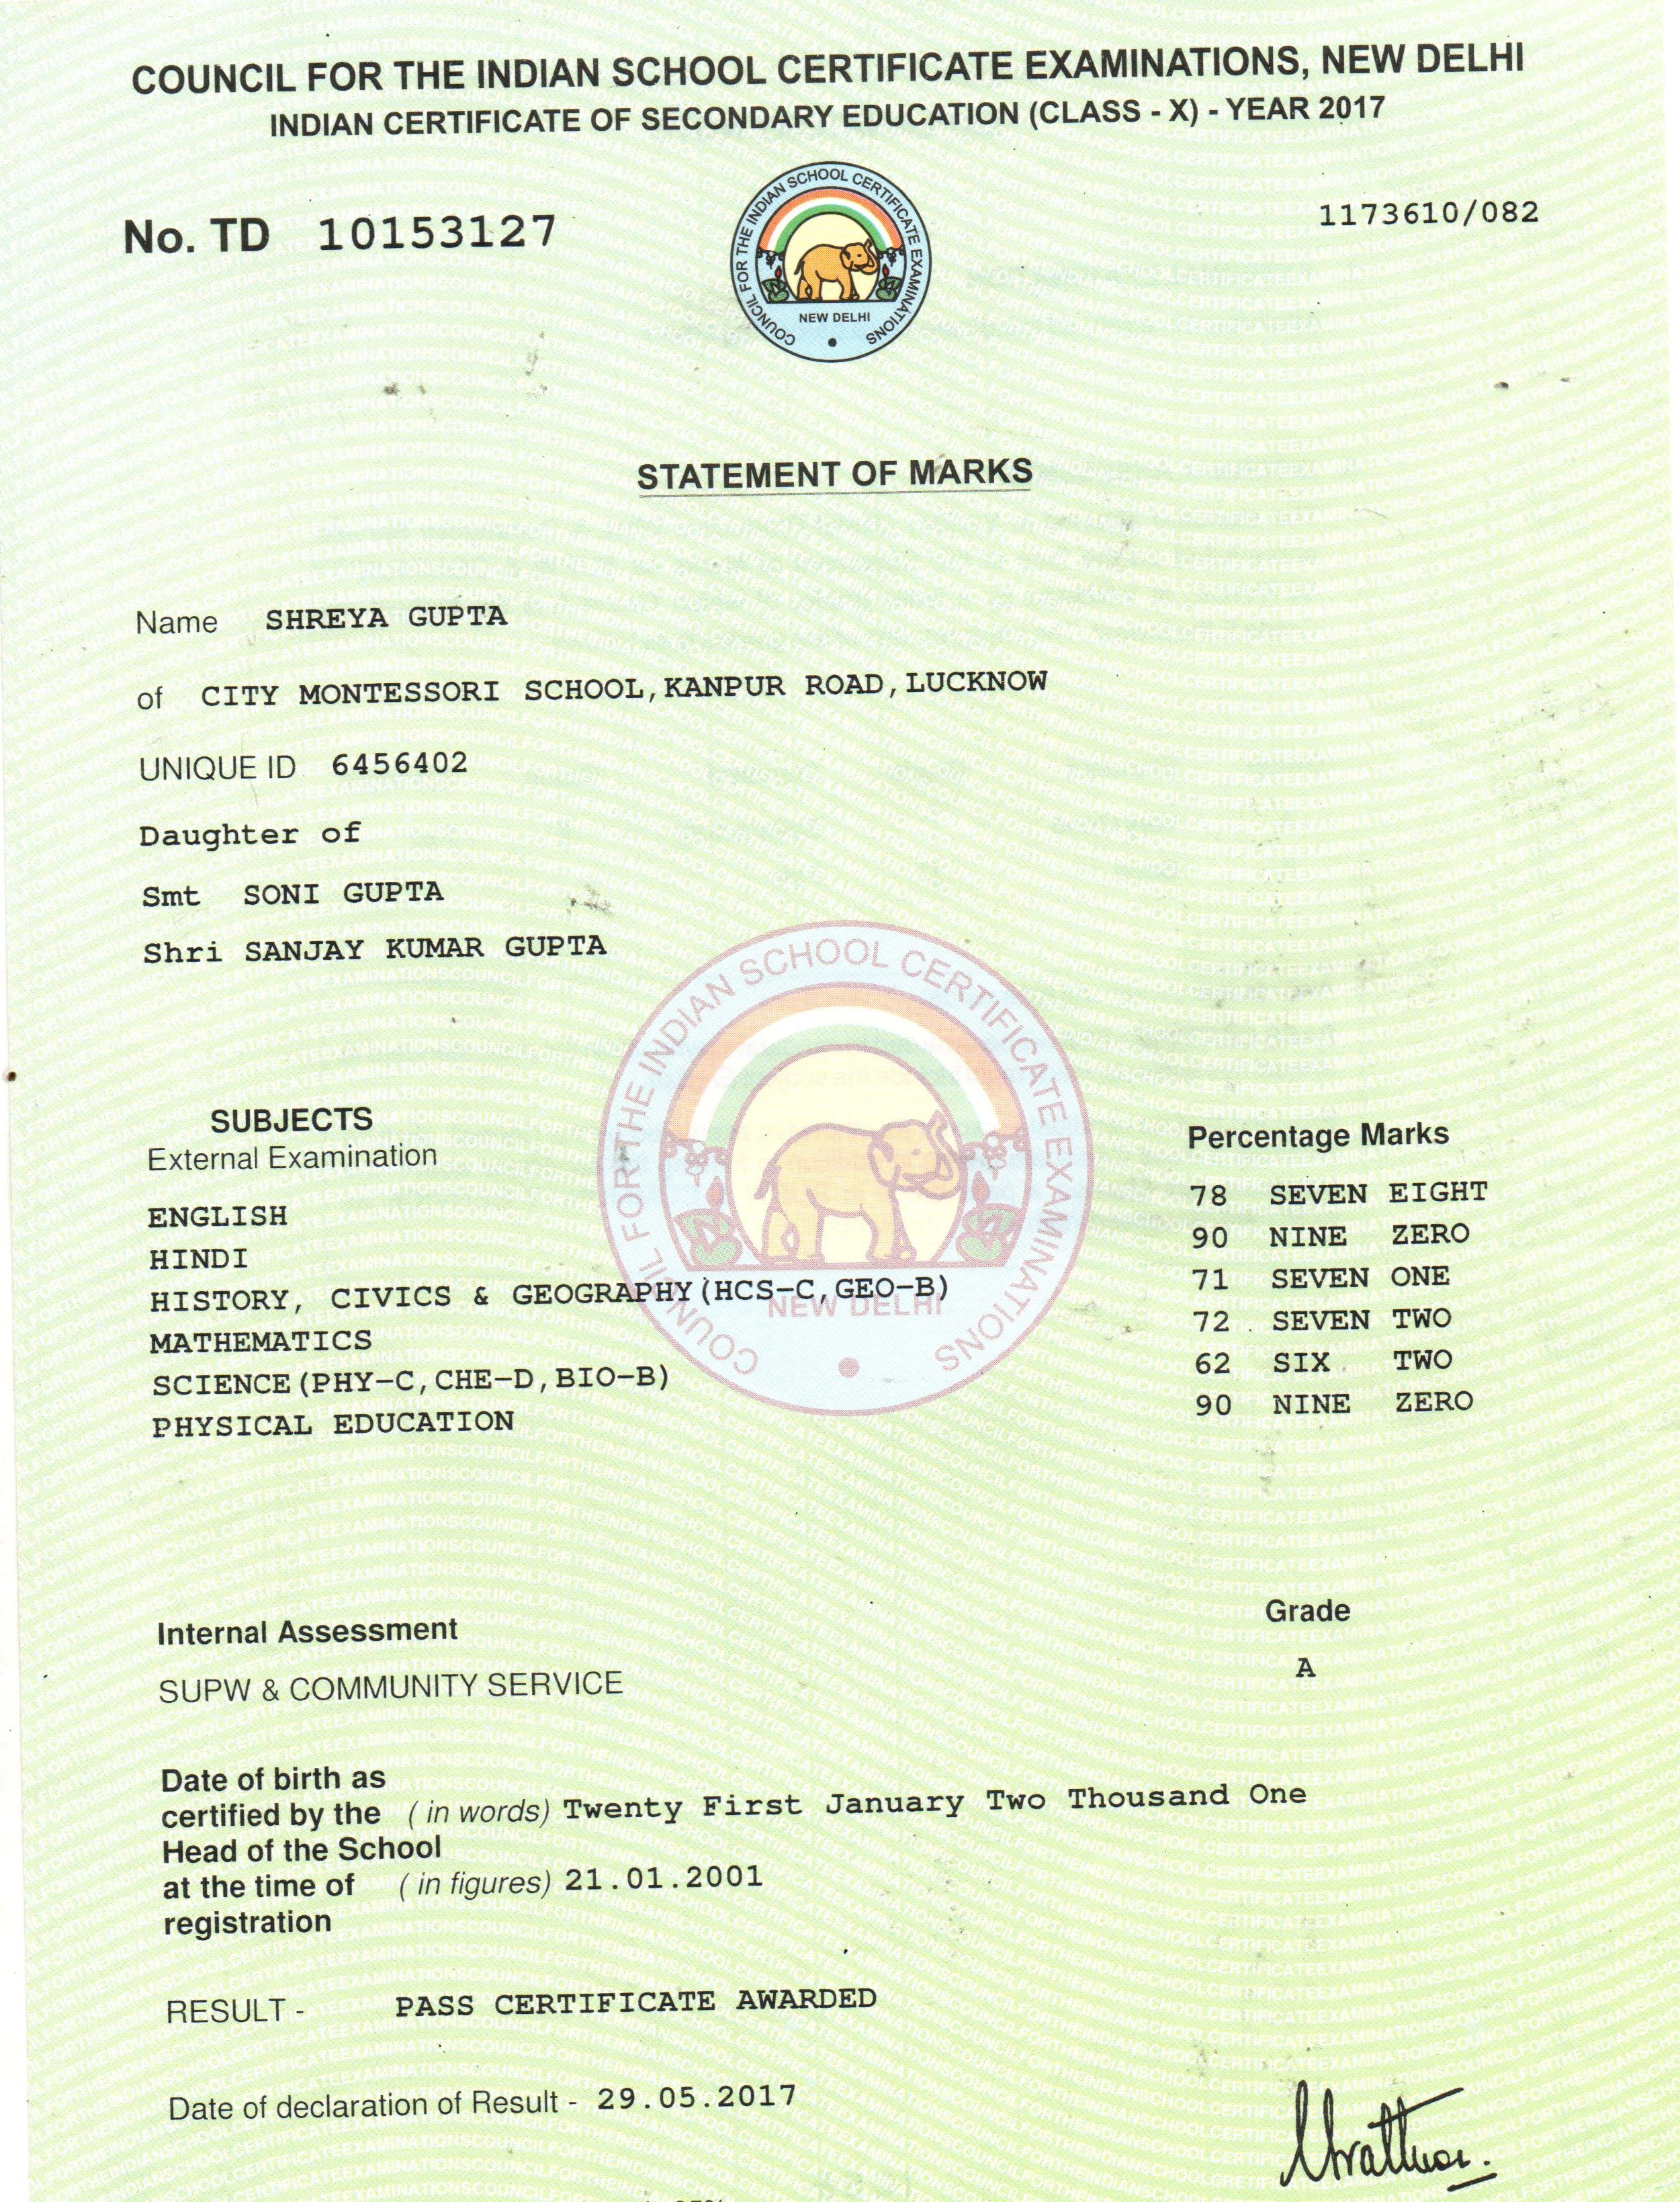 COUNCIL FOR THE INDIAN SCHOOL CERTIFICATE EXAMINATIONS, NEW DELHI
INDIAN CERTIFICATE OF SECONDARY EDUCATION (CLASS - X) - YEAR 2017
No. TD 10153127
COUNCIL FOR THE INDIAN SCHOOL CERTIFICATE EXAMINATIONS
NEW DELHI
1173610/082
STATEMENT OF MARKS
Name SHREYA GUPTA
of CITY MONTESSORI SCHOOL,KANPUR ROAD,LUCKNOW
UNIQUE ID 6456402
Daughter of
Smt SONI GUPTA
Shri SANJAY KUMAR GUPTA
COUNCIL FOR THE INDIAN SCHOOL CERTIFICATE EXAMINATIONS
NEW DELHI
SUBJECTS Percentage Marks
External Examination
ENGLISH 78 SEVEN EIGHT
HINDI 90 NINE ZERO
HISTORY, CIVICS & GEOGRAPHY(HCS-C,GEO-B) 71 SEVEN ONE
MATHEMATICS 72 SEVEN TWO
SCIENCE(PHY-C,CHE-D,BIO-B) 62 SIX TWO
PHYSICAL EDUCATION 90 NINE ZERO
Internal Assessment Grade
SUPW & COMMUNITY SERVICE A
Date of birth as
certified by the (in words) Twenty First January Two Thousand One
Head of the School
at the time of (in figures) 21.01.2001
registration
RESULT - PASS CERTIFICATE AWARDED
Date of declaration of Result - 29.05.2017